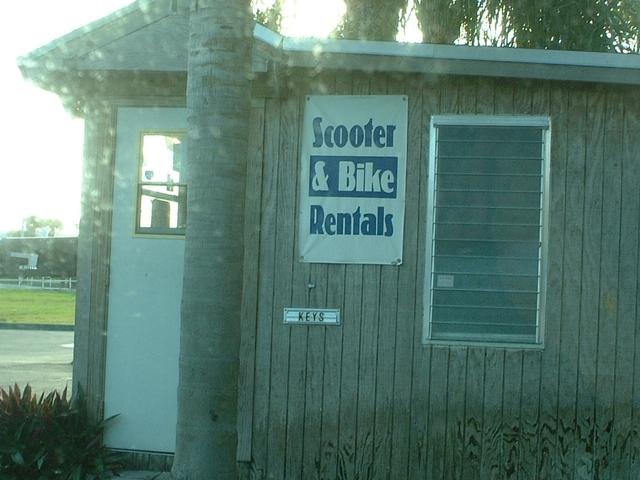 Scooter
& Bike
Rentals
KEYS